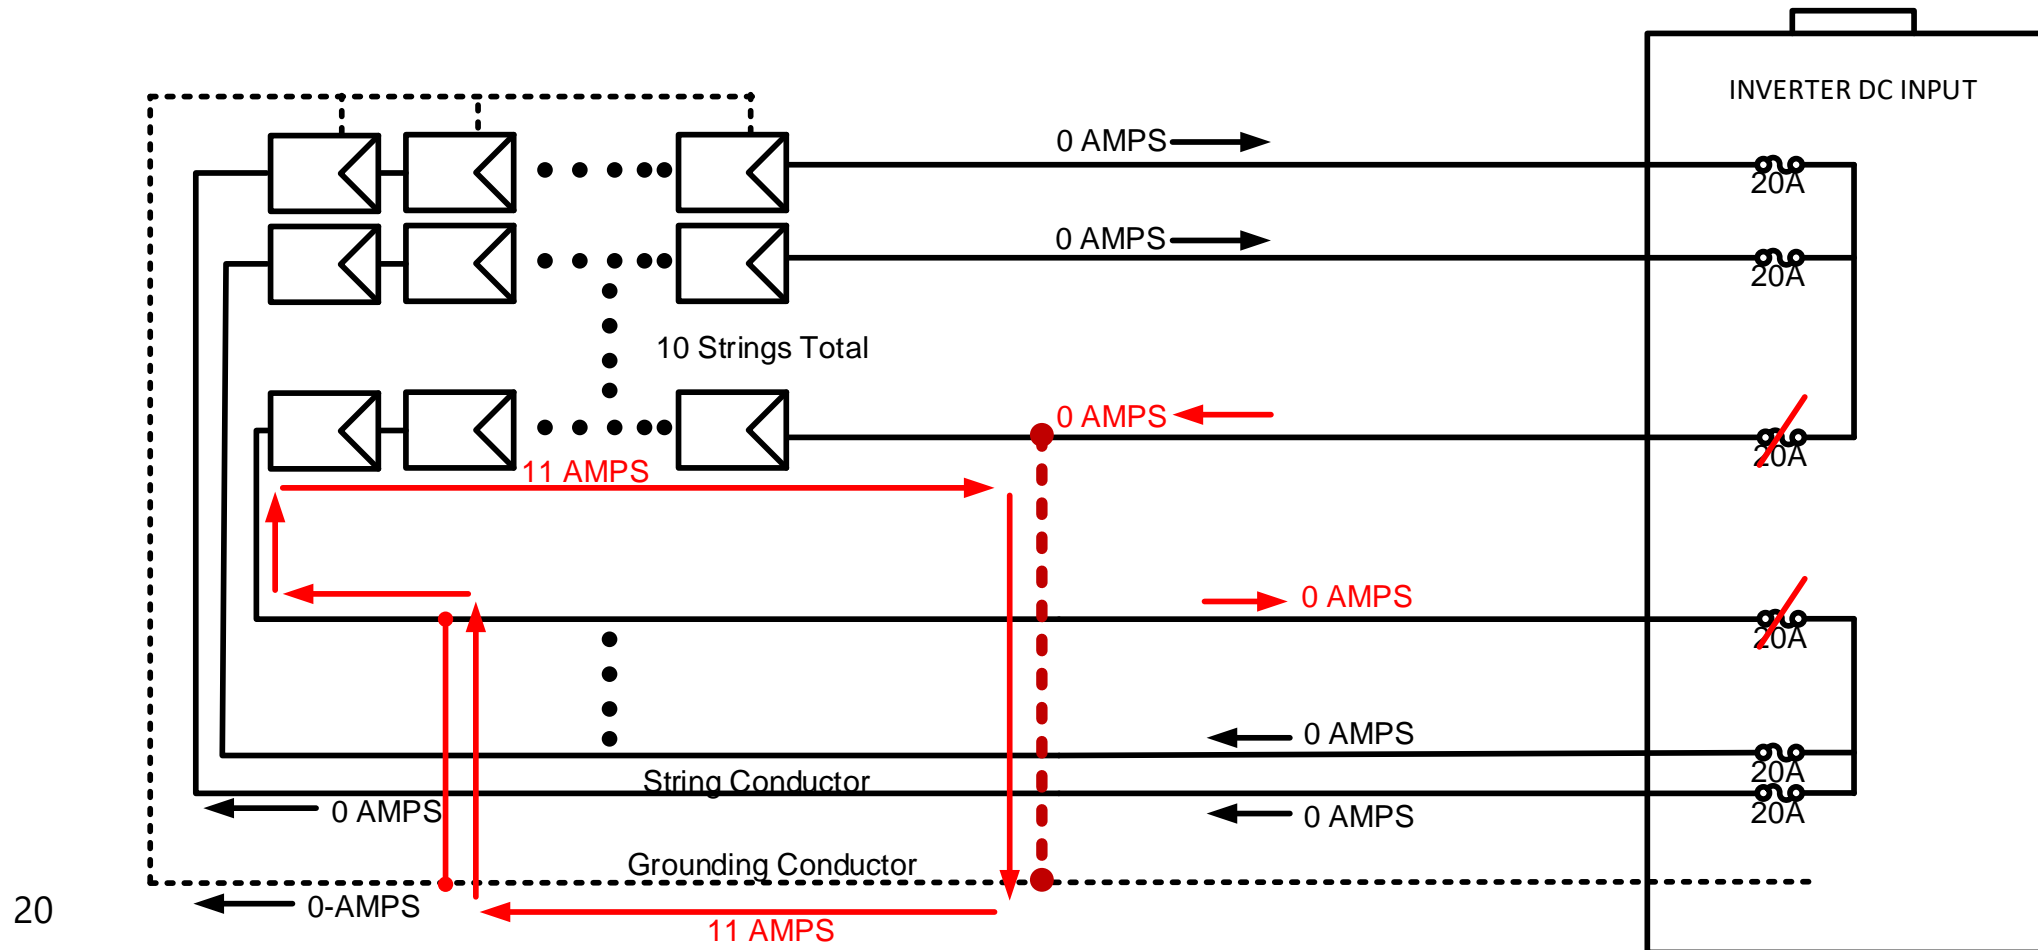 INVERTER DC INPUT
0 AMPS
20A
0 AMPS
20A
10 Strings Total
0 AMPS
20A
11 AMPS
0 AMPS
20A
0 AMPS
20A
String Conductor
0 AMPS
0 AMPS
20A
Grounding Conductor
0-AMPS
11 AMPS
20